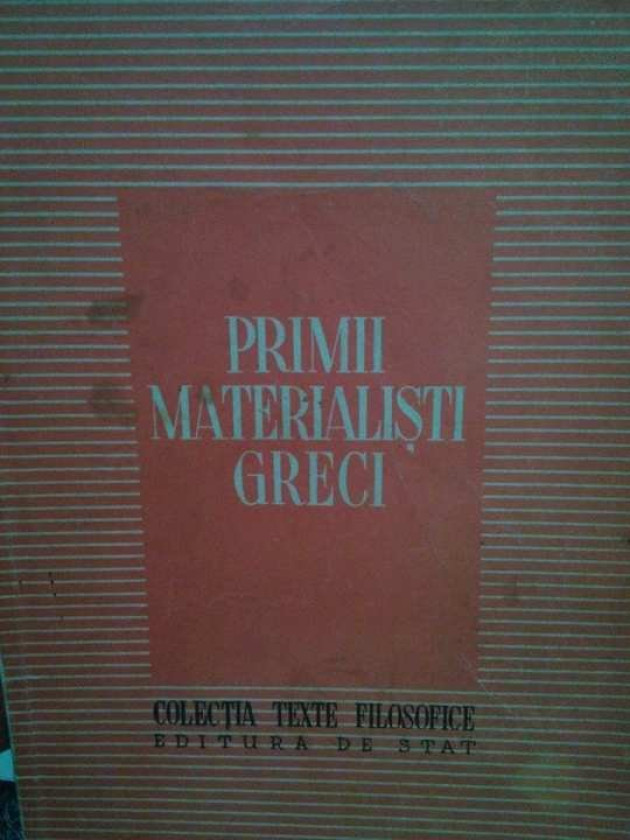 PRIMII
MATERIALIȘTI
GRECI
COLECȚIA TEXTE FILOSOFICE
EDITURA DE STAT